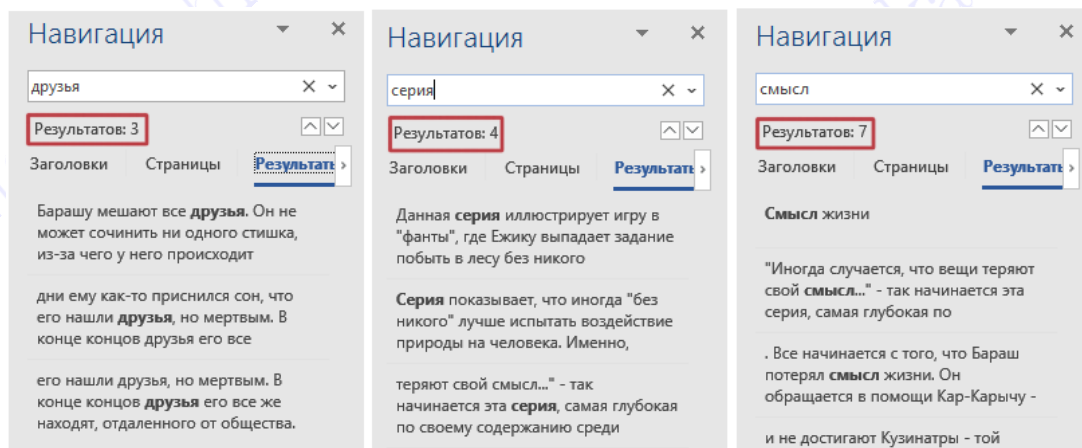 Навигация
друзья
Результатов: 3
Заголовки Страницы Результать
Барашу мешают все друзья. Он не
может сочинить ни одного стишка,
из-за чего у него происходит
дни ему как-то приснился сон, что
его нашли друзья, но мертвым. В
конце концов друзья его все
его нашли друзья, но мертвым. В
конце концов друзья его все же
находят, отдаленного от общества.
Навигация
серия
Результатов: 4
Заголовки Страницы Результать
Данная серия иллюстрирует игру в
"фанты", где Ежику выпадает задание
побыть в лесу без никого
Серия показывает, что иногда "без
никого" лучше испытать воздействие
природы на человека. Именно,
теряют свой смысл..." - так
начинается эта серия, самая глубокая
по своему содержанию среди
Навигация
смысл
Результатов: 7
Заголовки Страницы Результать
Смысл жизни
"Иногда случается, что вещи теряют
свой смысл..." - так начинается эта
серия, самая глубокая по
. Все начинается с того, что Бараш
потерял смысл жизни. Он
обращается в помощи Кар-Карычу -
и не достигают Кузинатры - той